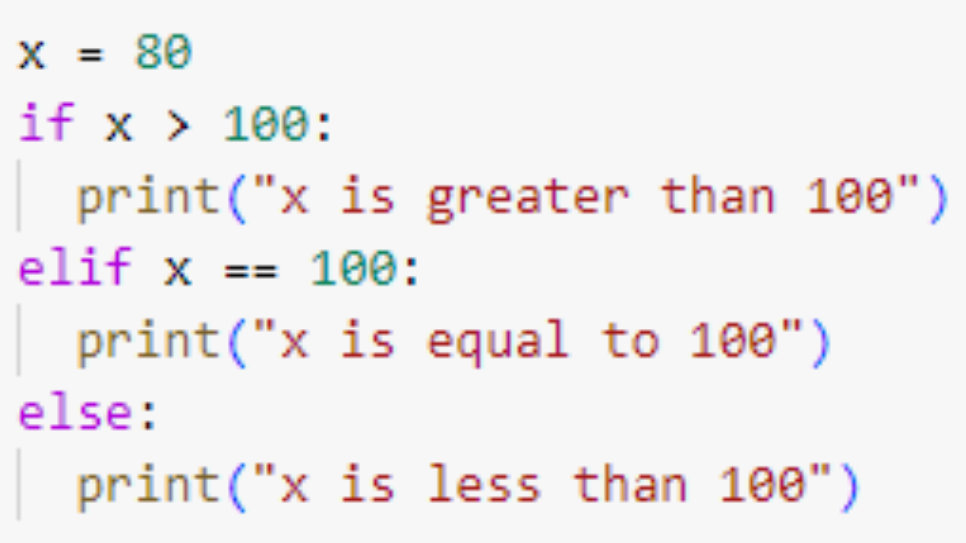 x = 80
if x > 100:
  print("x is greater than 100")
elif x == 100:
  print("x is equal to 100")
else:
  print("x is less than 100")